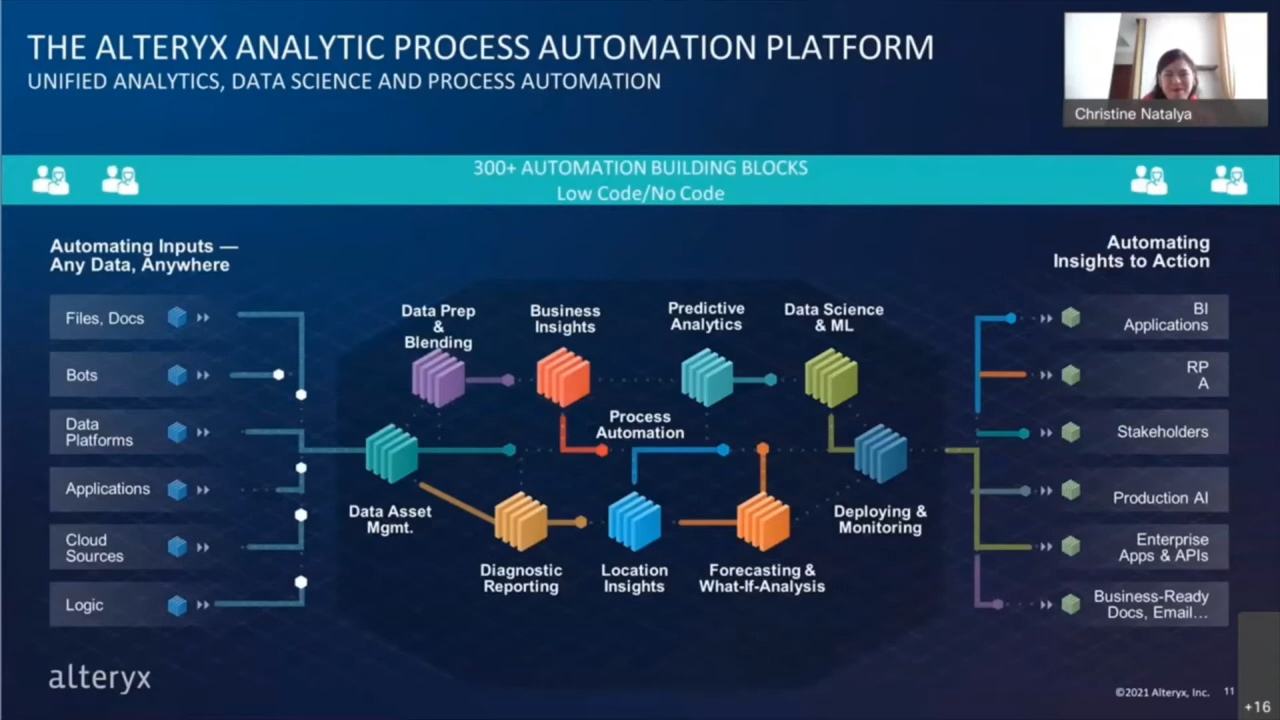 THE ALTERYX ANALYTIC PROCESS AUTOMATION PLATFORM
UNIFIED ANALYTICS, DATA SCIENCE AND PROCESS AUTOMATION
Christine Natalya
300+ AUTOMATION BUILDING BLOCKS
Low Code/No Code
Automating Inputs —
Any Data, Anywhere
Files, Docs
Bots
Data
Platforms
Applications
Cloud
Sources
Logic
Data Prep
&
Blending
Business
Insights
Predictive
Analytics
Data Science
& ML
Process
Automation
Data Asset
Mgmt.
Deploying &
Monitoring
Diagnostic
Reporting
Location
Insights
Forecasting &
What-If-Analysis
Automating
Insights to Action
BI
Applications
RP
A
Stakeholders
Production AI
Enterprise
Apps & APIs
Business-Ready
Docs, Email...
alteryx
©2021 Alteryx, Inc.
11
+16